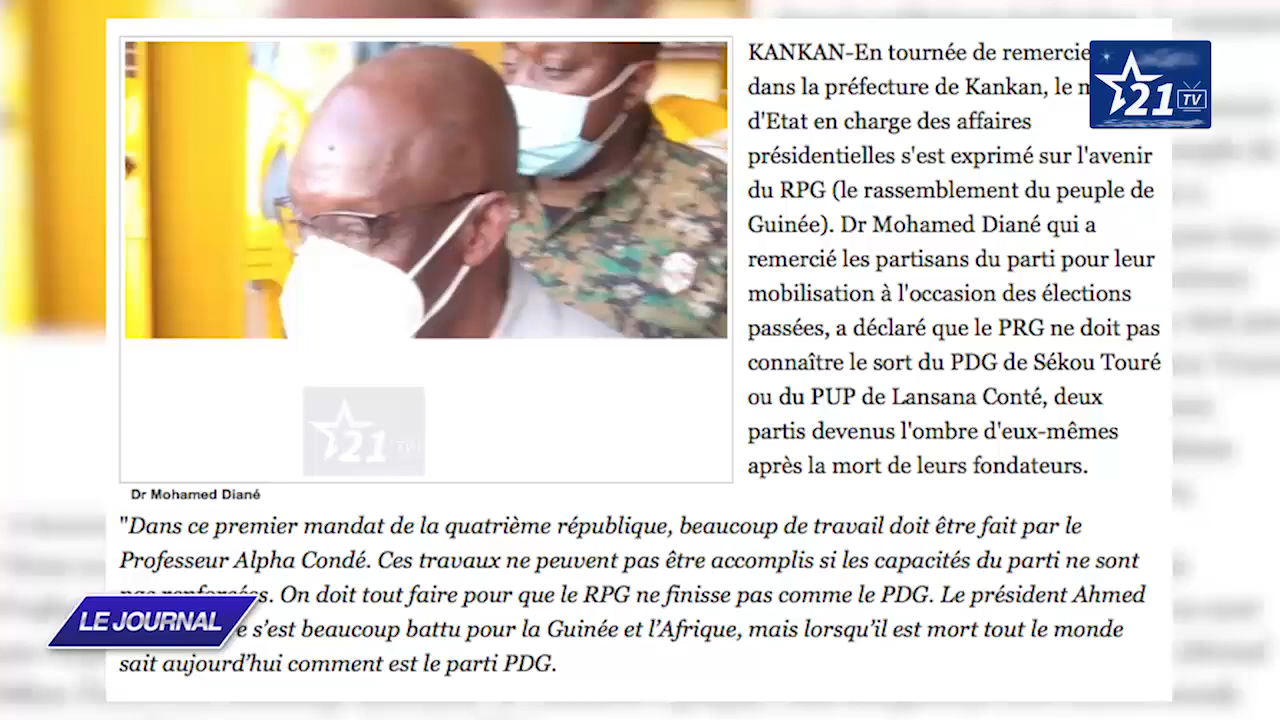 KANKAN-En tournée de remercie
dans la préfecture de Kankan, le m
d'Etat en charge des affaires
présidentielles s'est exprimé sur l'avenir
du RPG (le rassemblement du peuple de
Guinée). Dr Mohamed Diané qui a
remercié les partisans du parti pour leur
mobilisation à l'occasion des élections
passées, a déclaré que le PRG ne doit pas
connaître le sort du PDG de Sékou Touré
ou du PUP de Lansana Conté, deux
partis devenus l'ombre d'eux-mêmes
après la mort de leurs fondateurs.
21 TV
21 TV
Dr Mohamed Diané
"Dans ce premier mandat de la quatrième république, beaucoup de travail doit être fait par le
Professeur Alpha Condé. Ces travaux ne peuvent pas être accomplis si les capacités du parti ne sont
pas renforcées. On doit tout faire pour que le RPG ne finisse pas comme le PDG. Le président Ahmed
e s'est beaucoup battu pour la Guinée et l'Afrique, mais lorsqu'il est mort tout le monde
sait aujourd'hui comment est le parti PDG.
LE JOURNAL